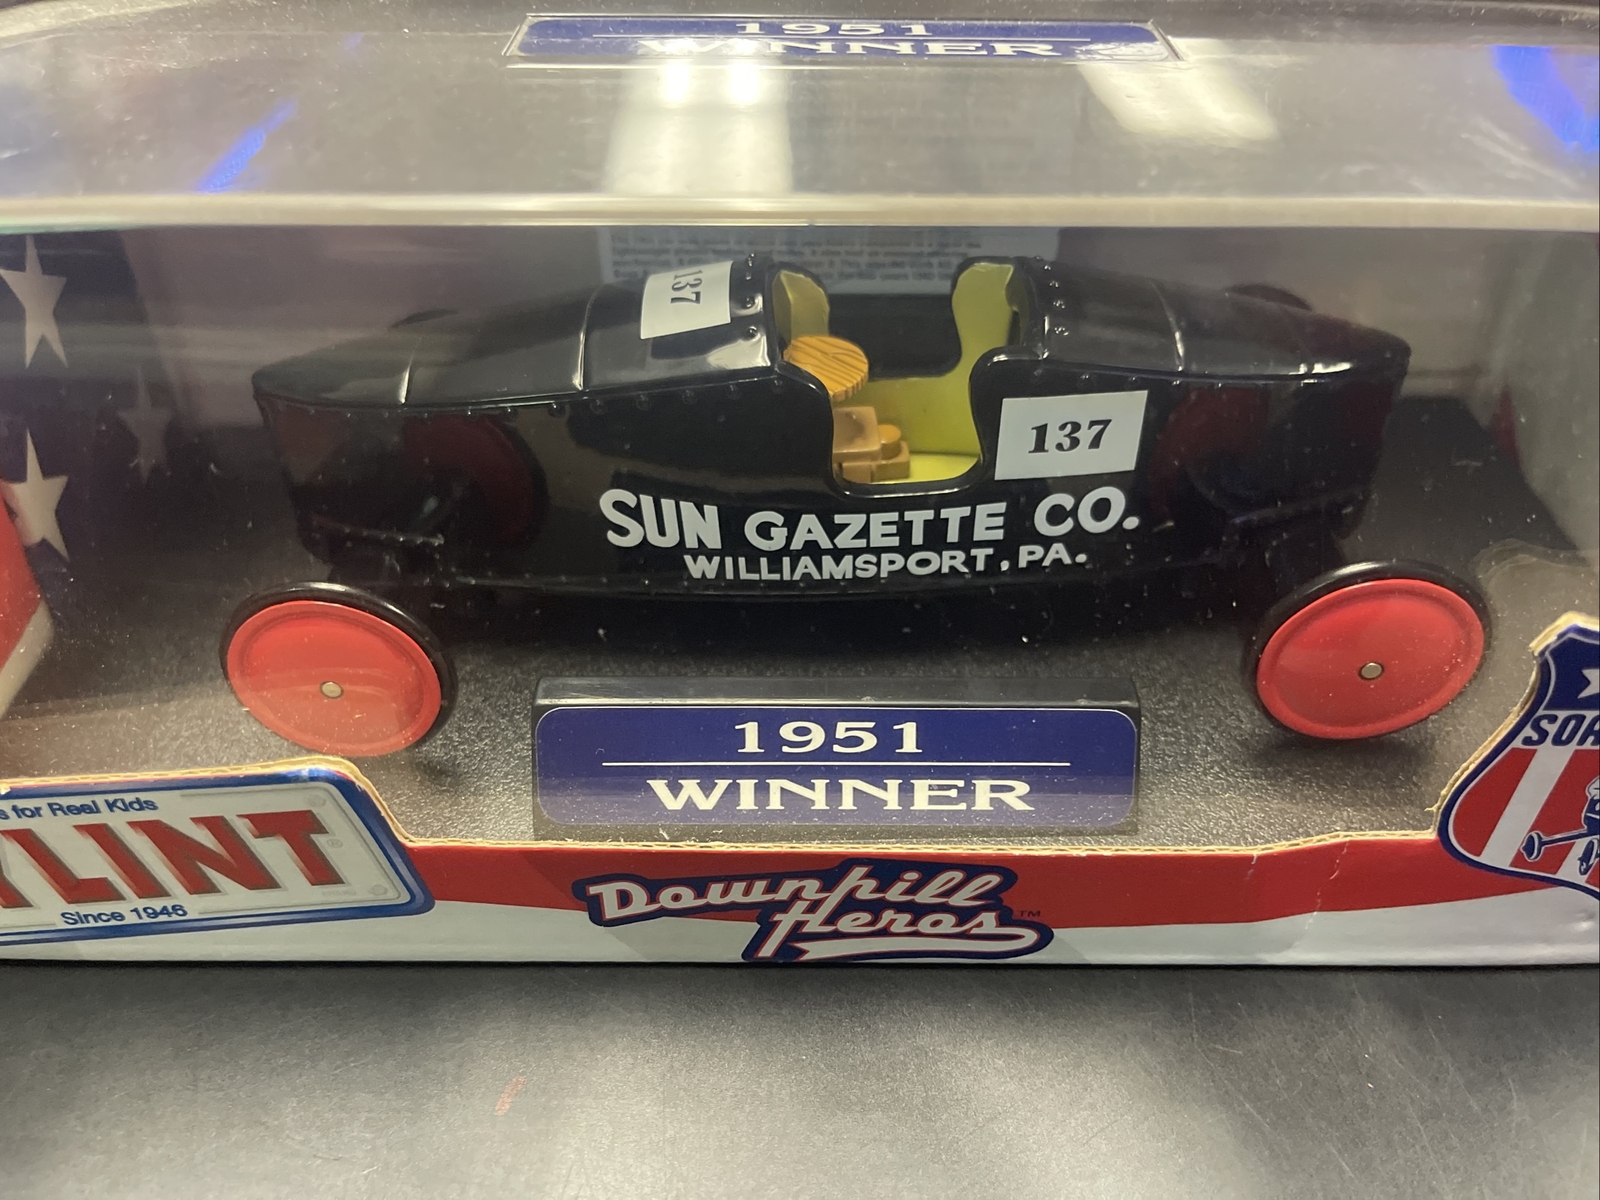 1951
WINNER
137
137
SUN GAZETTE CO.
WILLIAMSPORT, PA.
1951
WINNER
for Real Kids
YLINT
Since 1946
Downhill
Heros™
SOA